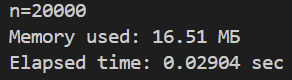 n=20000
Memory used: 16.51 МБ
Elapsed time: 0.02904 sec